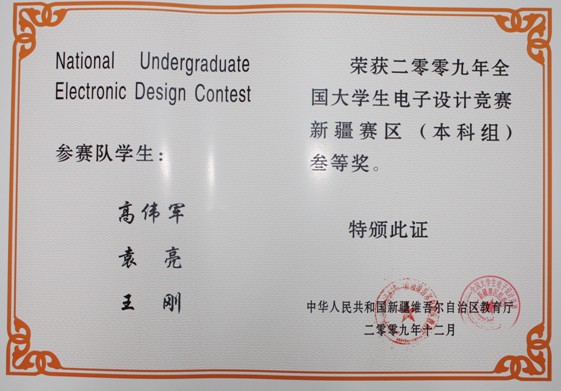 National Undergraduate
Electronic Design Contest
参赛队学生：
高伟军
袁 亮
王 刚
荣获二零零九年全
国大学生电子设计竞赛
新疆赛区（本科组）
叁等奖。
特颁此证
中华人民共和国新疆维吾尔自治区教育厅
二零零九年十二月